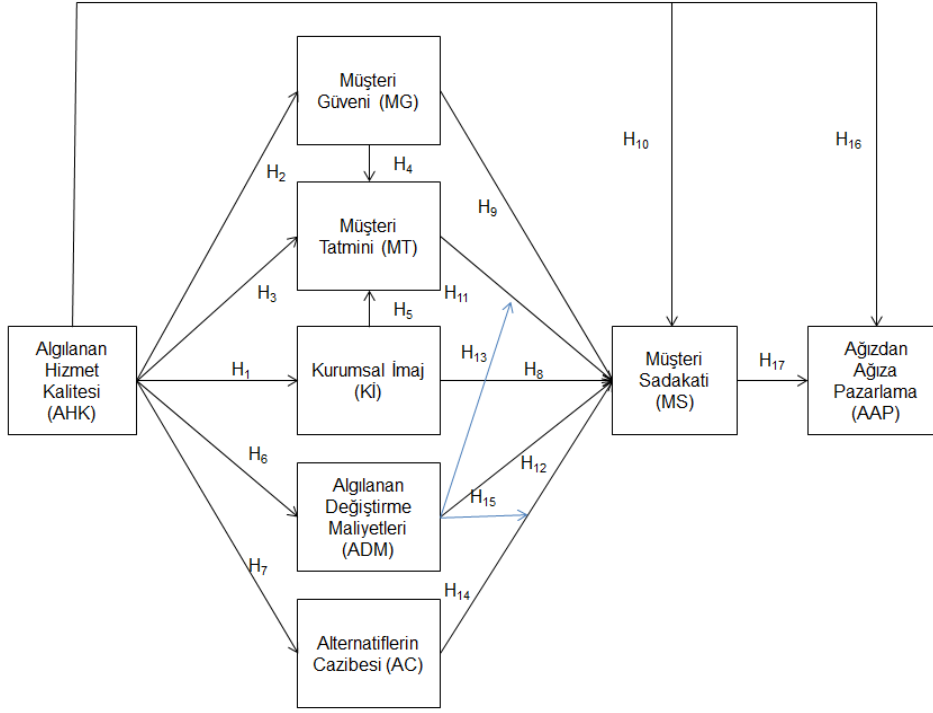 Müşteri
Güveni (MG)
H10
H16
H2
H4
H9
Müşteri
Tatmini (MT)
H3
H11
H5
Algılanan
Hizmet
Kalitesi
(AHK)
H1
Kurumsal İmaj
(Kİ)
H13
H8
Müşteri
Sadakati
(MS)
H17
Ağızdan
Ağıza
Pazarlama
(AAP)
H6
Algılanan
Değiştirme
Maliyetleri
(ADM)
H12
H15
H7
H14
Alternatiflerin
Cazibesi (AC)